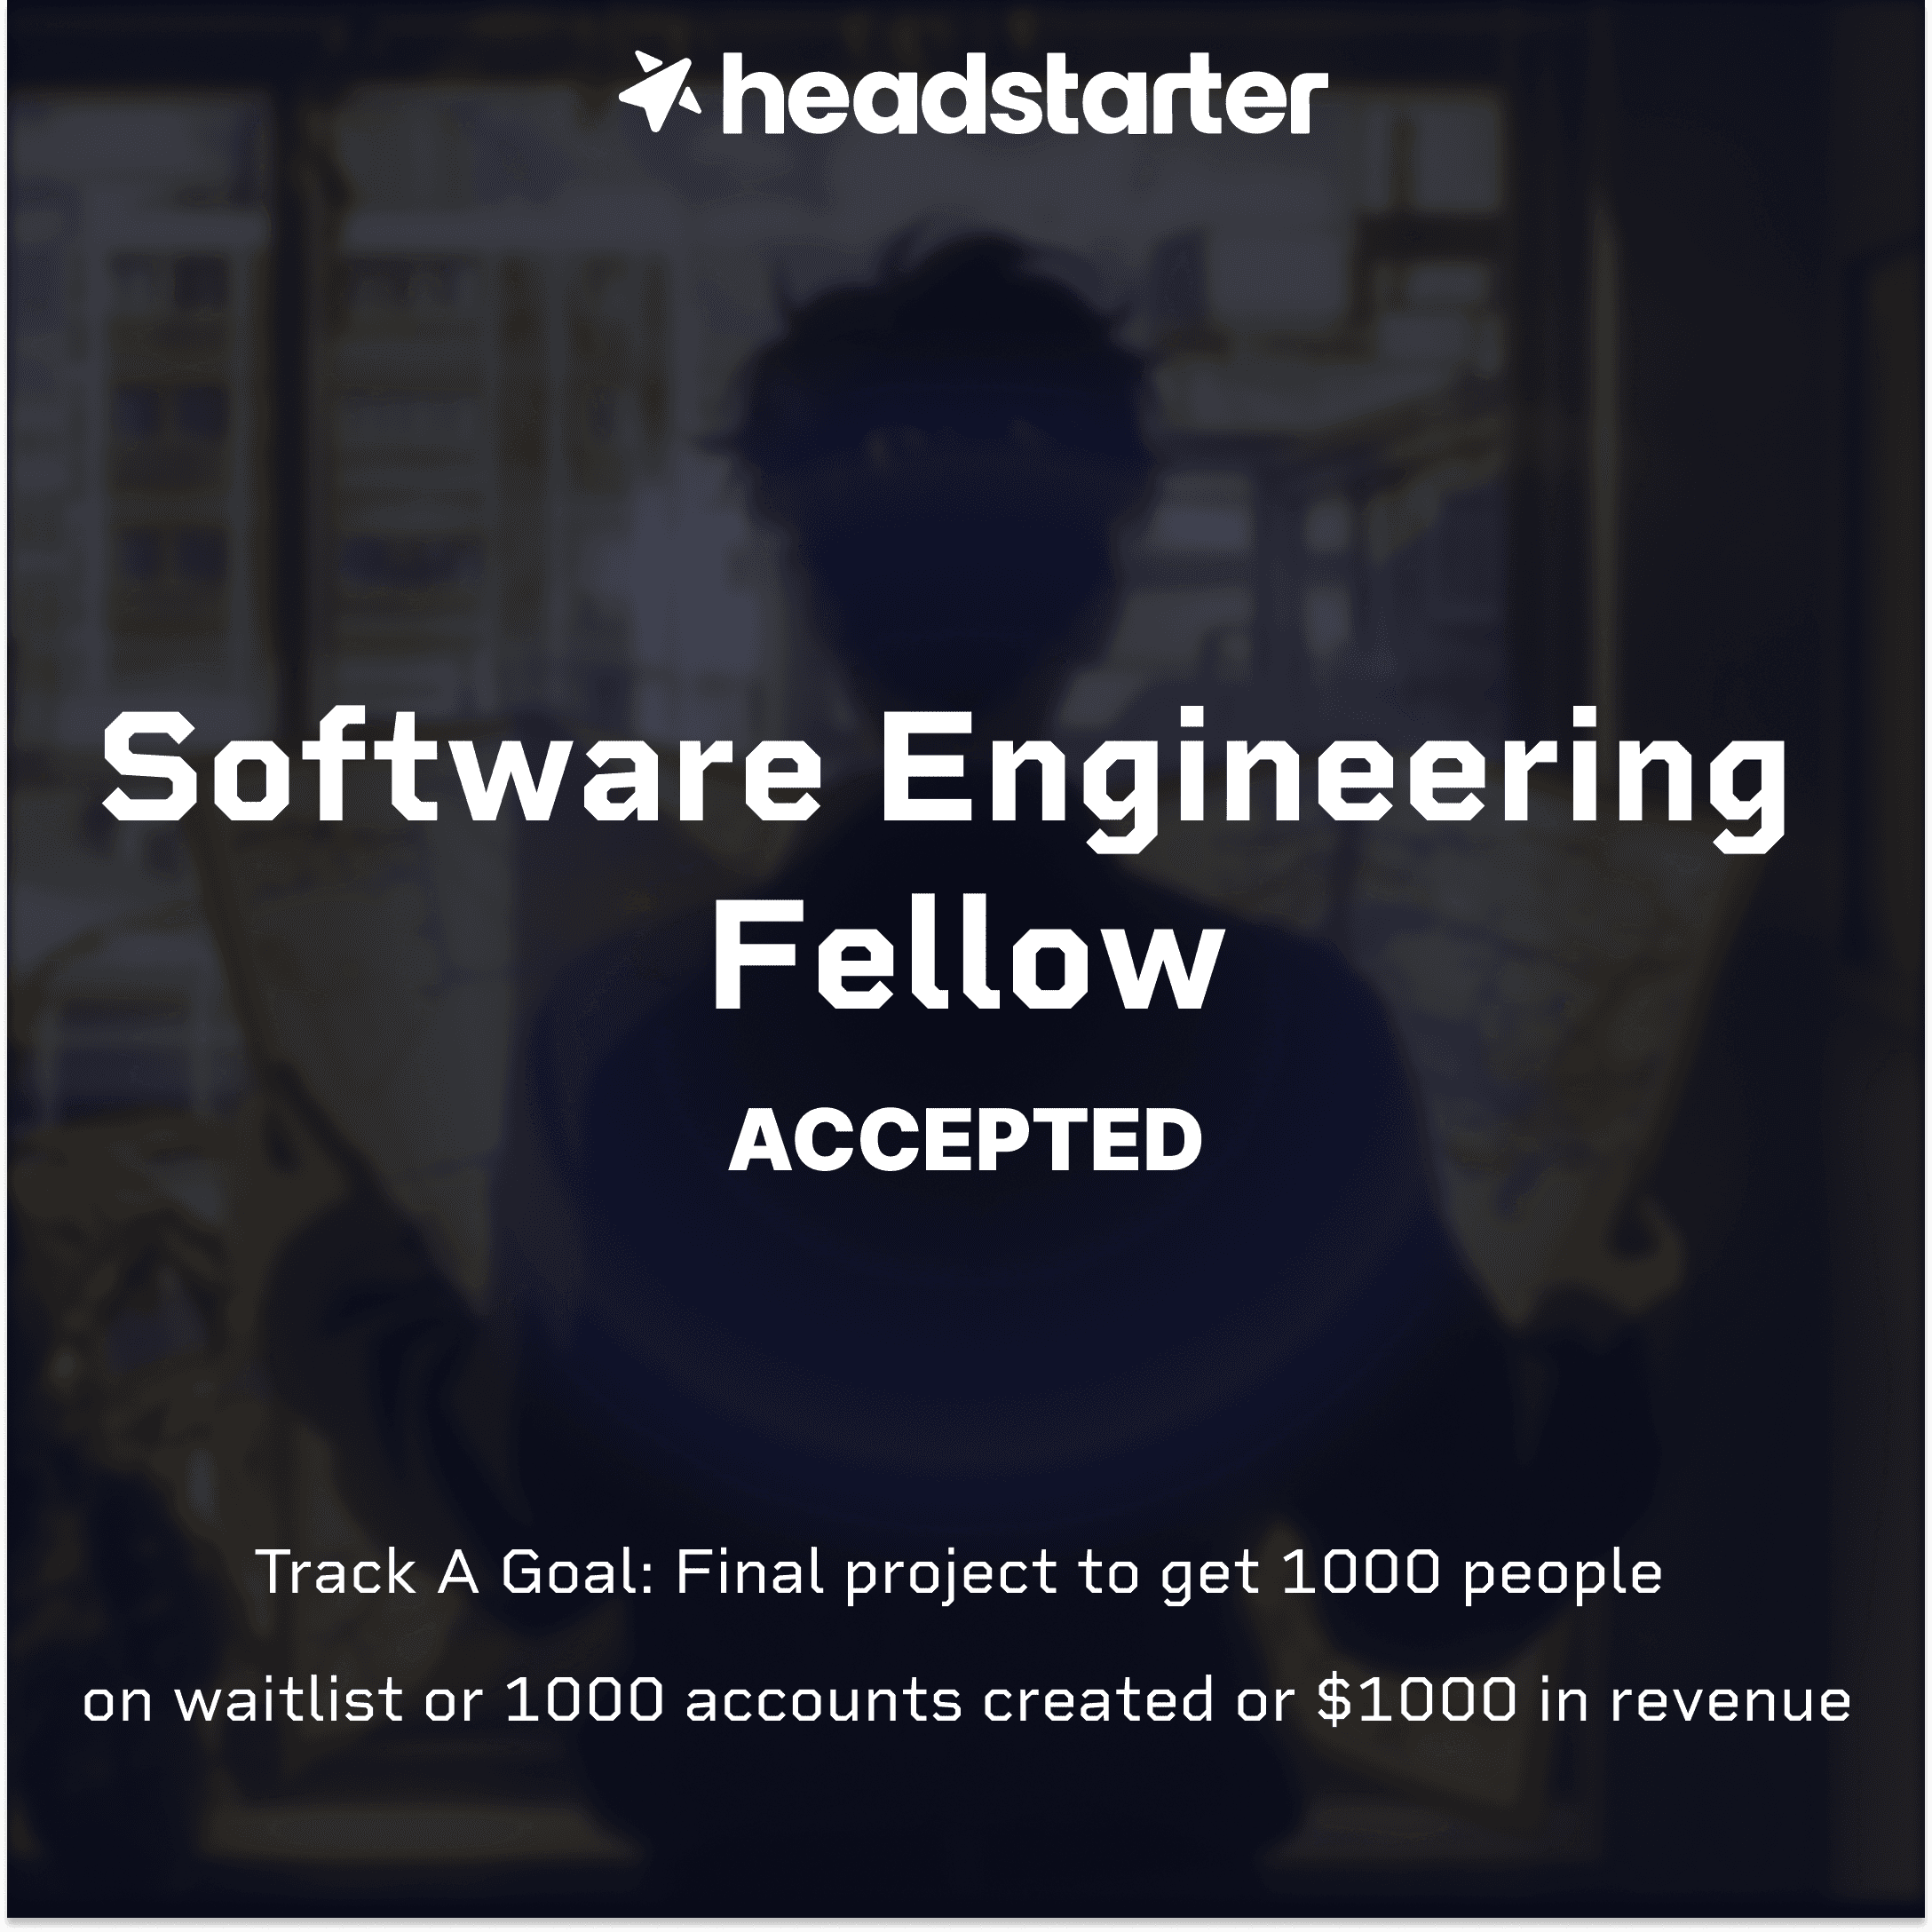 headstarter
Software Engineering
Fellow
ACCEPTED
Track A Goal: Final project to get 1000 people
on waitlist or 1000 accounts created or $1000 in revenue